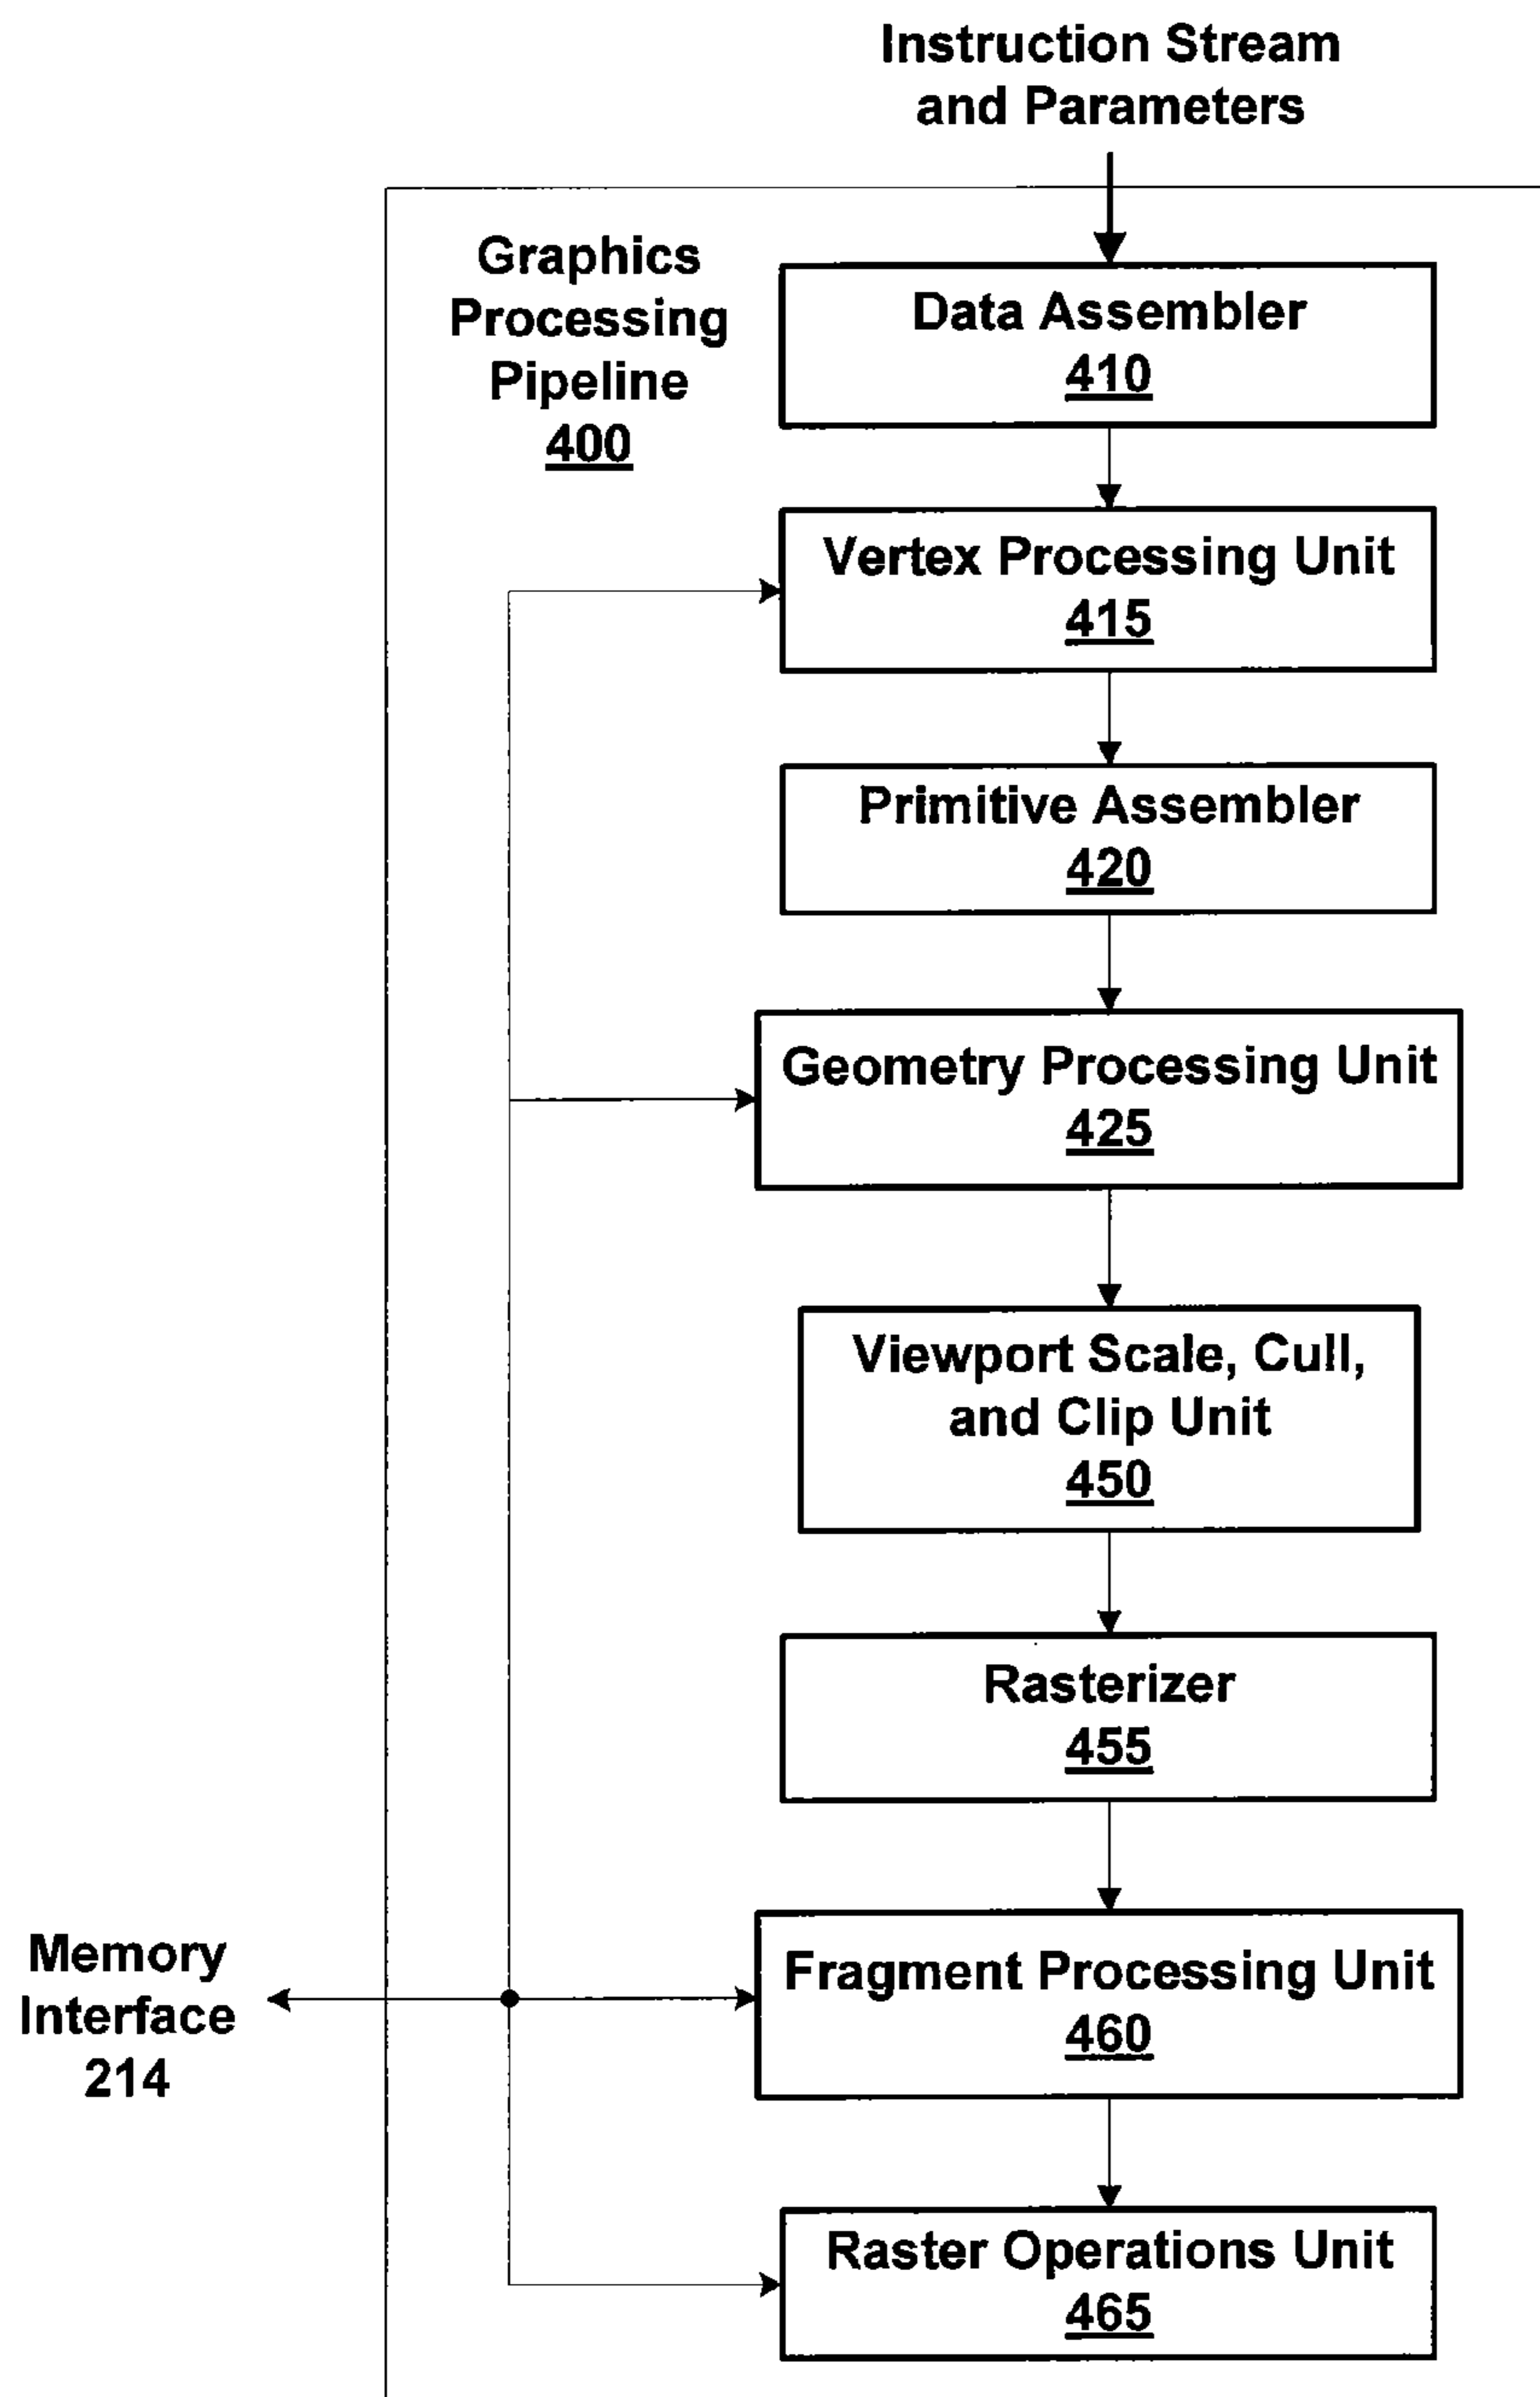 Instruction Stream
and Parameters
Graphics
Processing
Pipeline
400
Data Assembler
410
Vertex Processing Unit
415
Primitive Assembler
420
Geometry Processing Unit
425
Viewport Scale, Cull,
and Clip Unit
450
Rasterizer
455
Memory
Interface
214
Fragment Processing Unit
460
Raster Operations Unit
465